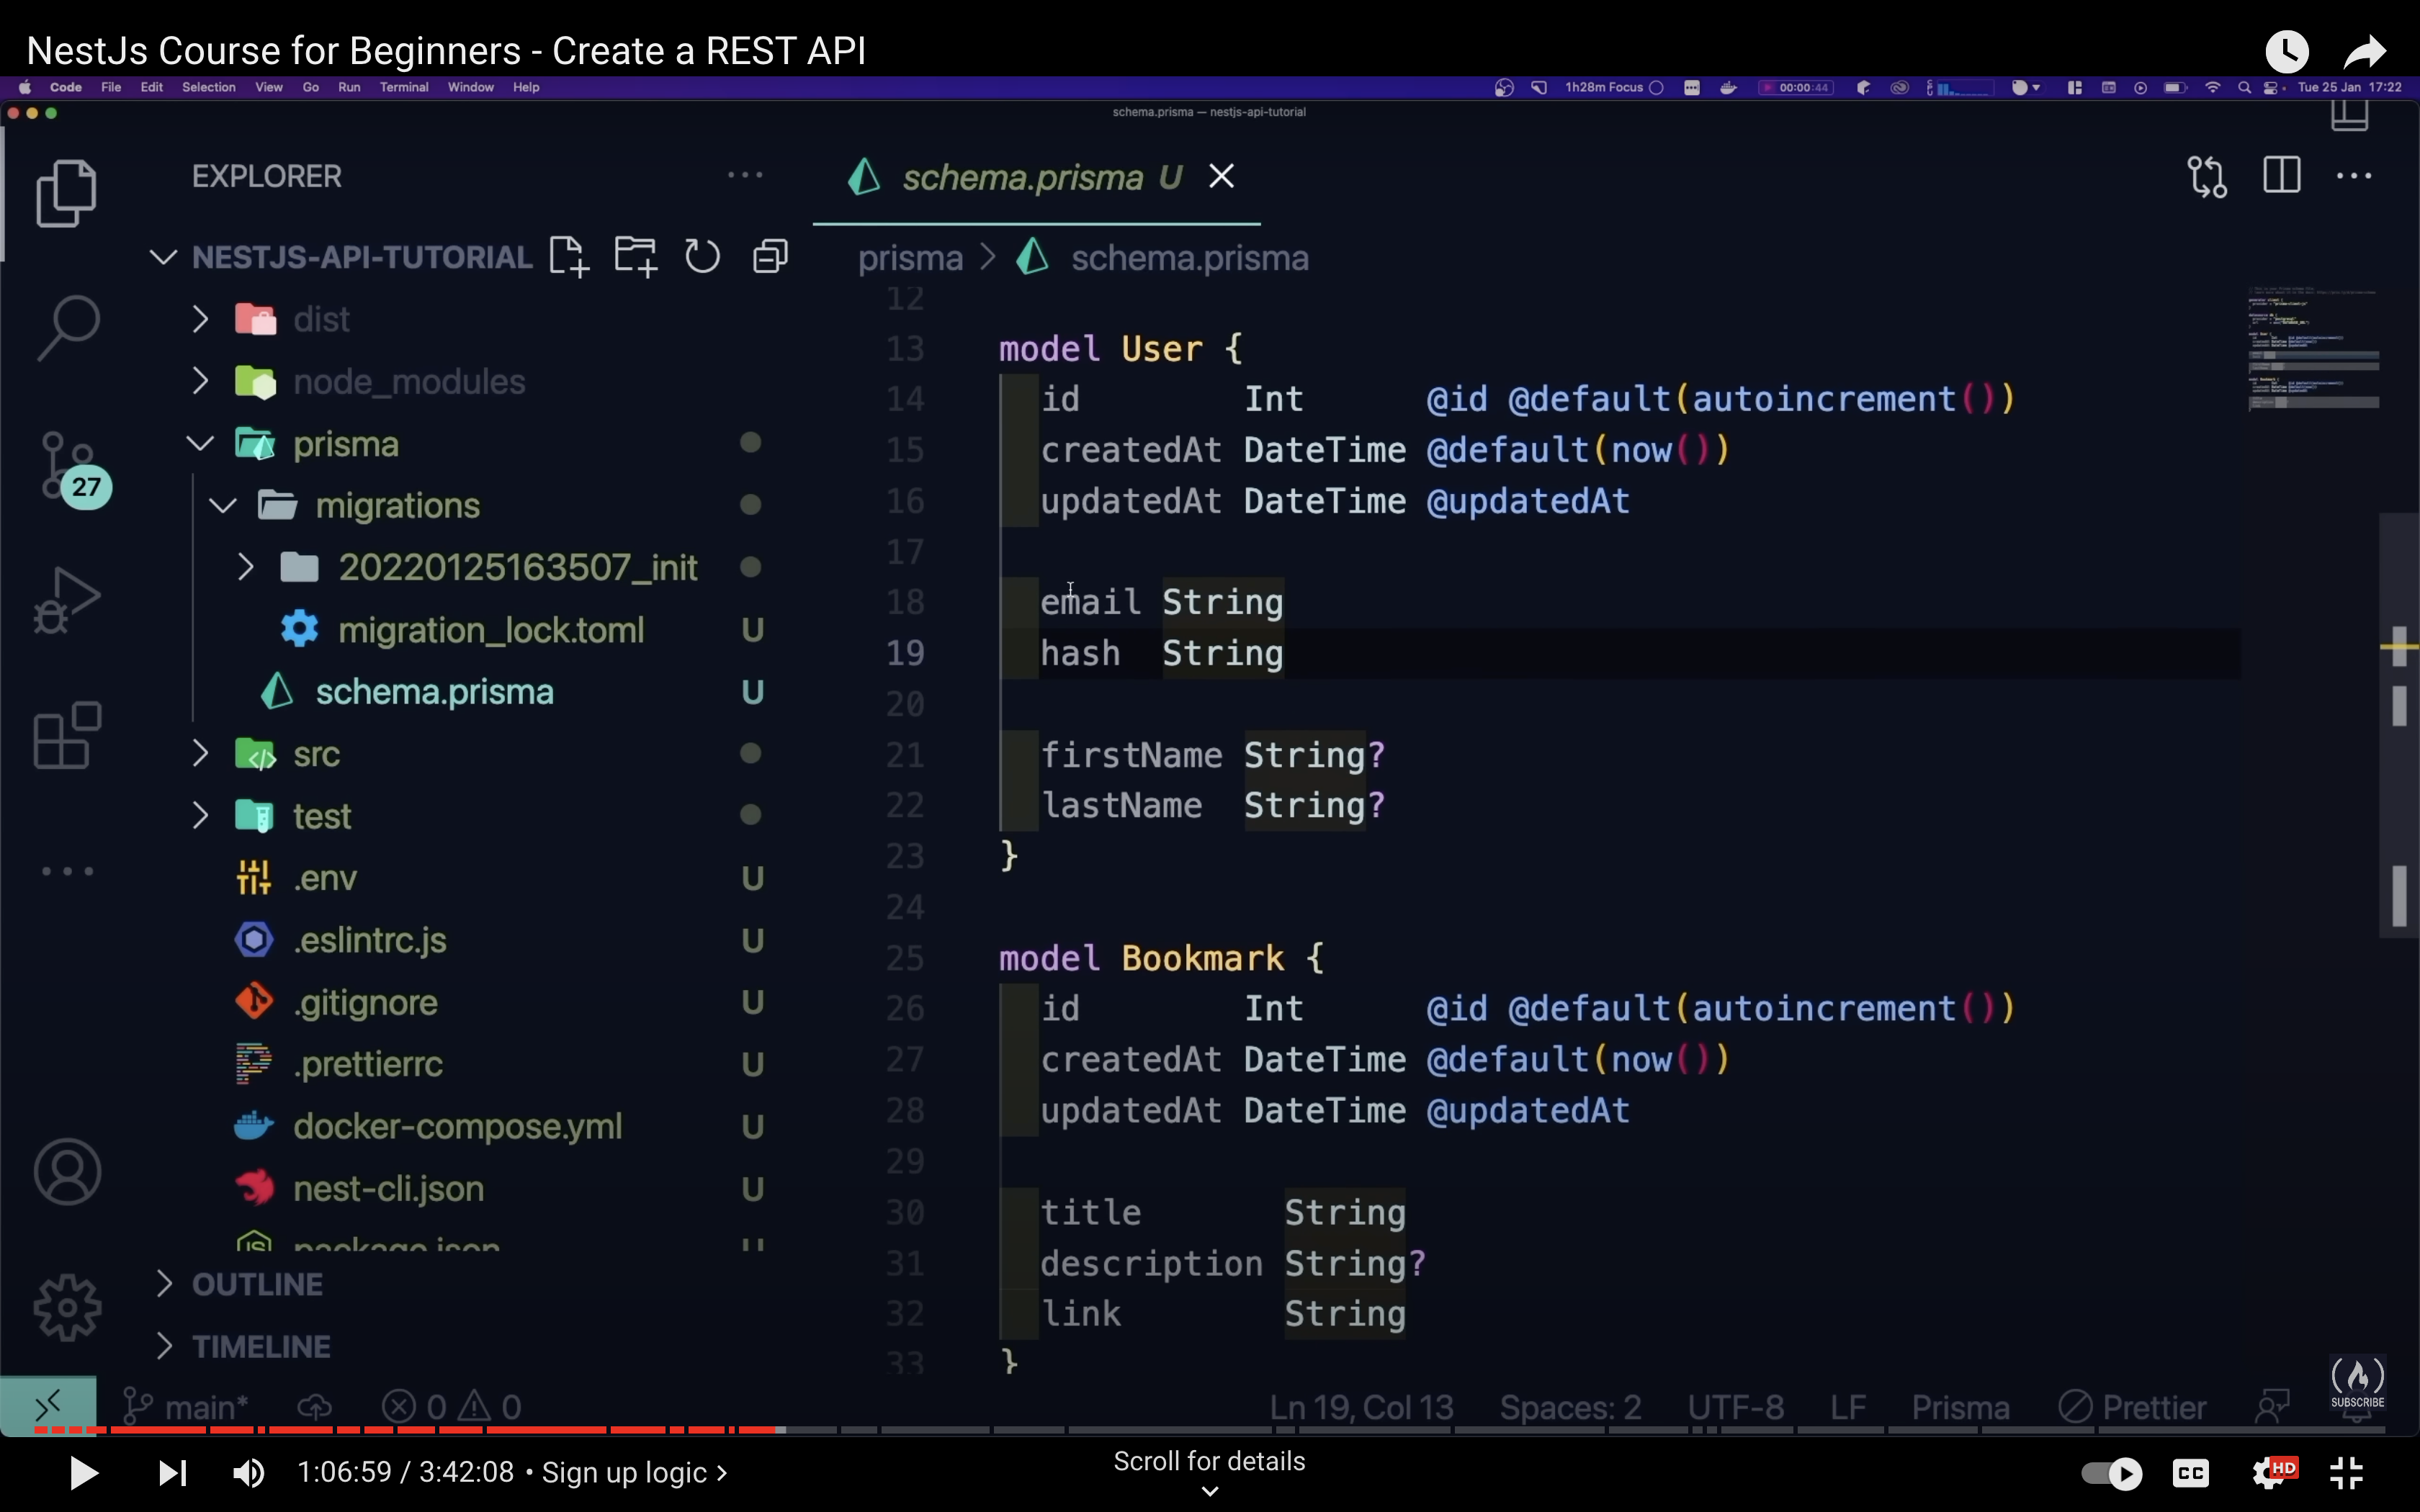 NestJs Course for Beginners - Create a REST API
Code File Edit Selection View Go Run Terminal Window Help 1h28m Focus 00:00:44 Tue 25 Jan 17:22
schema.prisma — nestjs-api-tutorial
EXPLORER
schema.prisma U
NESTJS-API-TUTORIAL
prisma > schema.prisma
dist
node_modules
prisma
migrations
20220125163507_init
migration_lock.toml U
schema.prisma U
src
test
.env U
.eslintrc.js U
.gitignore U
.prettierrc U
docker-compose.yml U
nest-cli.json U
package.json U
OUTLINE
TIMELINE
27
12
13 model User {
14 id Int @id @default(autoincrement())
15 createdAt DateTime @default(now())
16 updatedAt DateTime @updatedAt
17
18 email String
19 hash String
20
21 firstName String?
22 lastName String?
23 }
24
25 model Bookmark {
26 id Int @id @default(autoincrement())
27 createdAt DateTime @default(now())
28 updatedAt DateTime @updatedAt
29
30 title String
31 description String?
32 link String
33 }
SUBSCRIBE
main* 0 0 Ln 19, Col 13 Spaces: 2 UTF-8 LF Prisma Prettier
1:06:59 / 3:42:08 • Sign up logic >
Scroll for details
CC HD